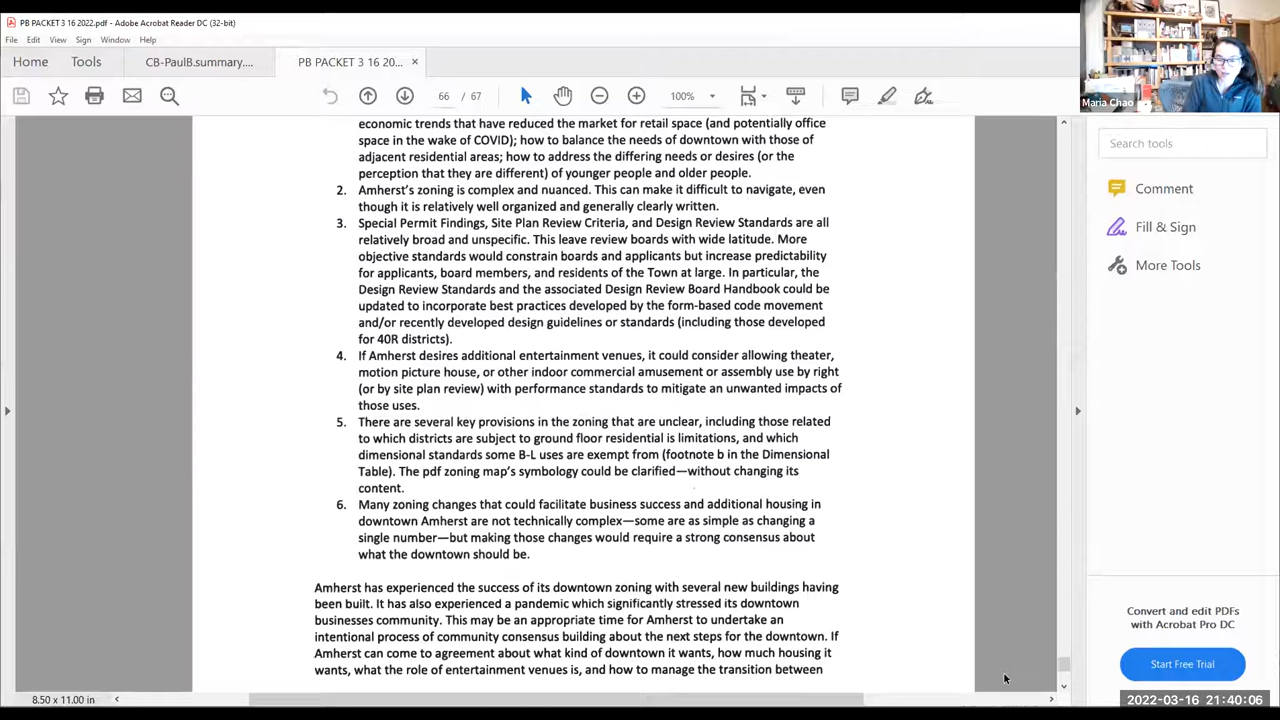 PB PACKET 3 16 2022.pdf - Adobe Acrobat Reader DC (32-bit)
File Edit View Sign Window Help
Home Tools CB-PaulB.summary.... PB PACKET 3 16 20... ×
66 / 67 100%
Maria Chao
economic trends that have reduced the market for retail space (and potentially office
space in the wake of COVID); how to balance the needs of downtown with those of
adjacent residential areas; how to address the differing needs or desires (or the
perception that they are different) of younger people and older people.
2. Amherst's zoning is complex and nuanced. This can make it difficult to navigate, even
though it is relatively well organized and generally clearly written.
3. Special Permit Findings, Site Plan Review Criteria, and Design Review Standards are all
relatively broad and unspecific. This leave review boards with wide latitude. More
objective standards would constrain boards and applicants but increase predictability
for applicants, board members, and residents of the Town at large. In particular, the
Design Review Standards and the associated Design Review Board Handbook could be
updated to incorporate best practices developed by the form-based code movement
and/or recently developed design guidelines or standards (including those developed
for 40R districts).
4. If Amherst desires additional entertainment venues, it could consider allowing theater,
motion picture house, or other indoor commercial amusement or assembly use by right
(or by site plan review) with performance standards to mitigate an unwanted impacts of
those uses.
5. There are several key provisions in the zoning that are unclear, including those related
to which districts are subject to ground floor residential is limitations, and which
dimensional standards some B-L uses are exempt from (footnote b in the Dimensional
Table). The pdf zoning map's symbology could be clarified—without changing its
content.
6. Many zoning changes that could facilitate business success and additional housing in
downtown Amherst are not technically complex—some are as simple as changing a
single number—but making those changes would require a strong consensus about
what the downtown should be.
Amherst has experienced the success of its downtown zoning with several new buildings having
been built. It has also experienced a pandemic which significantly stressed its downtown
businesses community. This may be an appropriate time for Amherst to undertake an
intentional process of community consensus building about the next steps for the downtown. If
Amherst can come to agreement about what kind of downtown it wants, how much housing it
wants, what the role of entertainment venues is, and how to manage the transition between
8.50 x 11.00 in
Search tools
Comment
Fill & Sign
More Tools
Convert and edit PDFs
with Acrobat Pro DC
Start Free Trial
2022-03-16 21:40:06